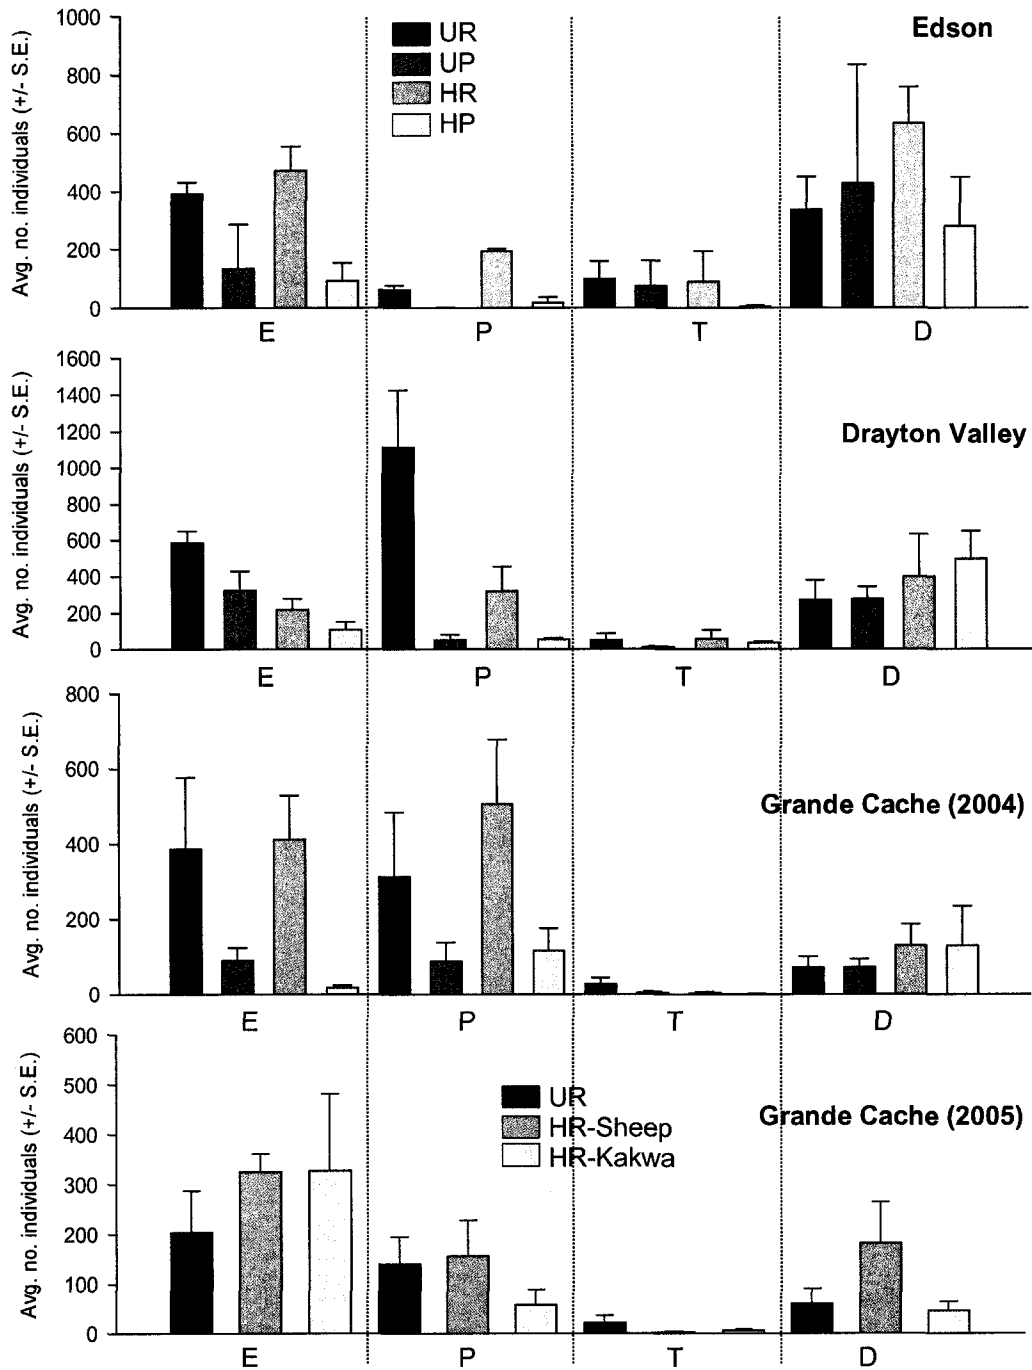 Edson
Avg. no. individuals (+/- S.E.)
1000
800
600
400
200
0
UR
UP
HR
HP
E P T D
Drayton Valley
Avg. no. individuals (+/- S.E.)
1600
1400
1200
1000
800
600
400
200
0
E P T D
Grande Cache (2004)
Avg. no. individuals (+/- S.E.)
800
600
400
200
0
E P T D
Grande Cache (2005)
Avg. no. individuals (+/- S.E.)
600
500
400
300
200
100
0
UR
HR-Sheep
HR-Kakwa
E P T D